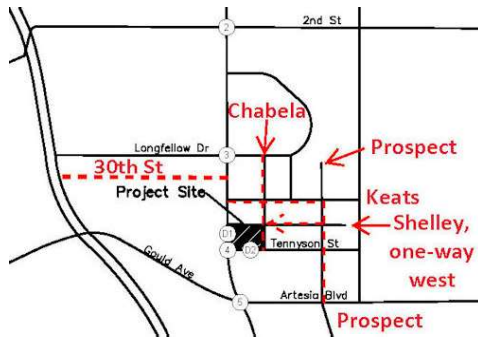 2
2nd St
Chabela
Longfellow Dr
3
Prospect
30th St
Project Site
Keats
Shelley,
one-way
west
D1
4
D2
Tennyson St
Gould Ave
5
Artesia Blvd
Prospect